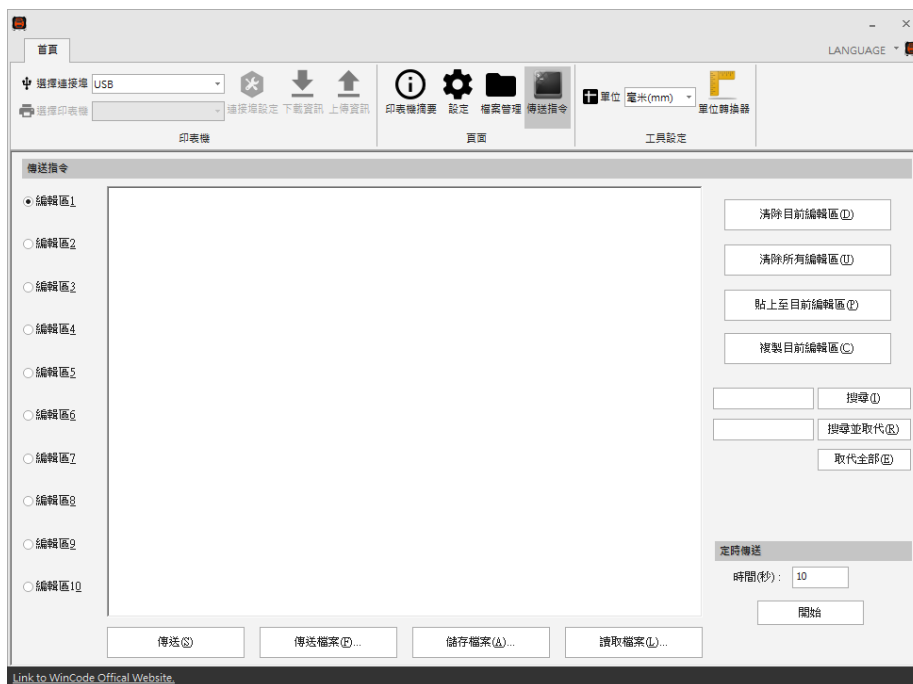 首頁
LANGUAGE
選擇連接埠 USB
選擇印表機
連接埠設定 下載資訊 上傳資訊
印表機
印表機摘要 設定 檔案管理 傳送指令
頁面
單位 毫米(mm)
單位轉換器
工具設定
傳送指令
編輯區1
編輯區2
編輯區3
編輯區4
編輯區5
編輯區6
編輯區7
編輯區8
編輯區9
編輯區10
清除目前編輯區(D)
清除所有編輯區(U)
貼上至目前編輯區(P)
複製目前編輯區(C)
搜尋(I)
搜尋並取代(R)
取代全部(E)
定時傳送
時間(秒) : 10
開始
傳送(S) 傳送檔案(F)... 儲存檔案(A)... 讀取檔案(L)...
Link to WinCode Offical Website.